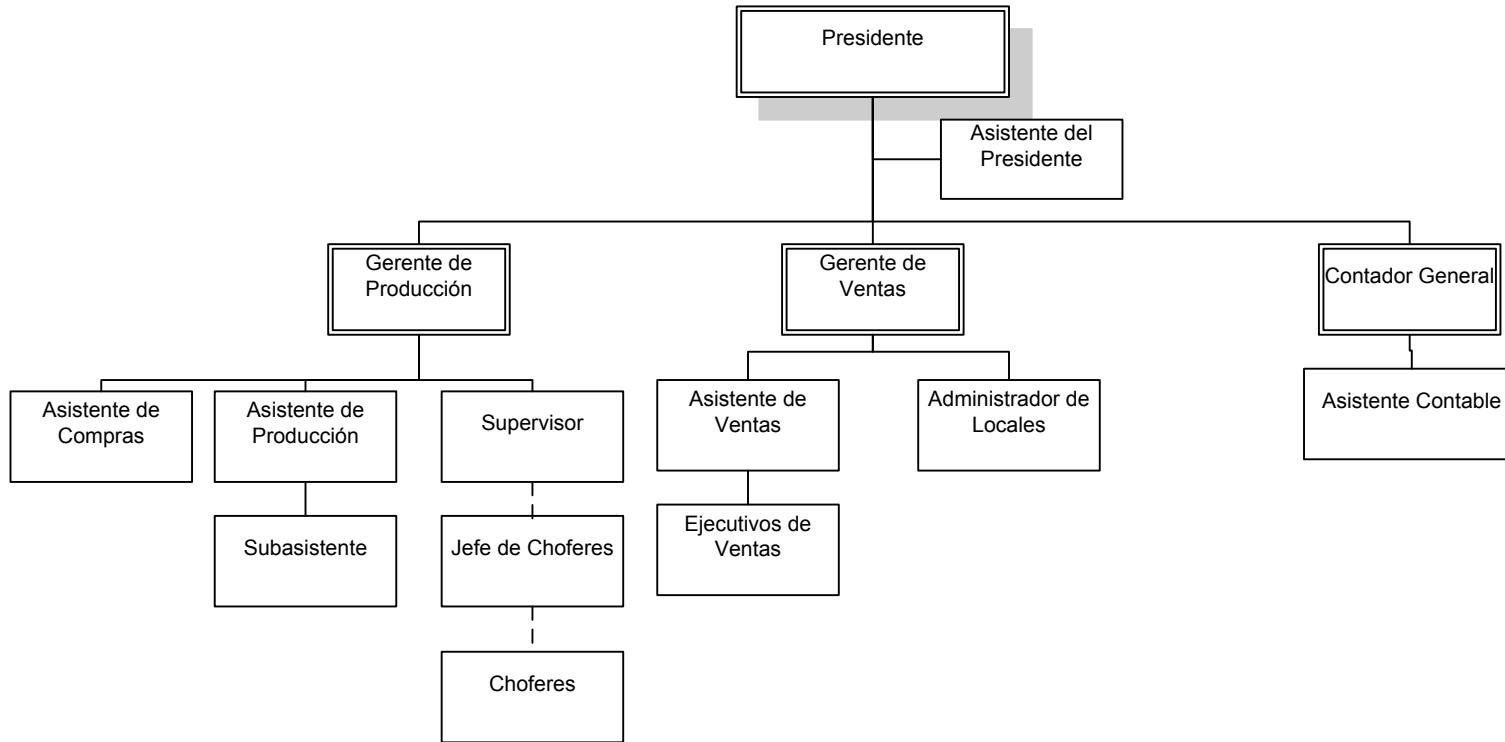 Presidente
Asistente del
Presidente
Gerente de
Producción
Gerente de
Ventas
Contador General
Asistente de
Compras
Asistente de
Producción
Supervisor
Asistente de
Ventas
Administrador de
Locales
Asistente Contable
Subasistente
Jefe de Choferes
Ejecutivos de
Ventas
Choferes